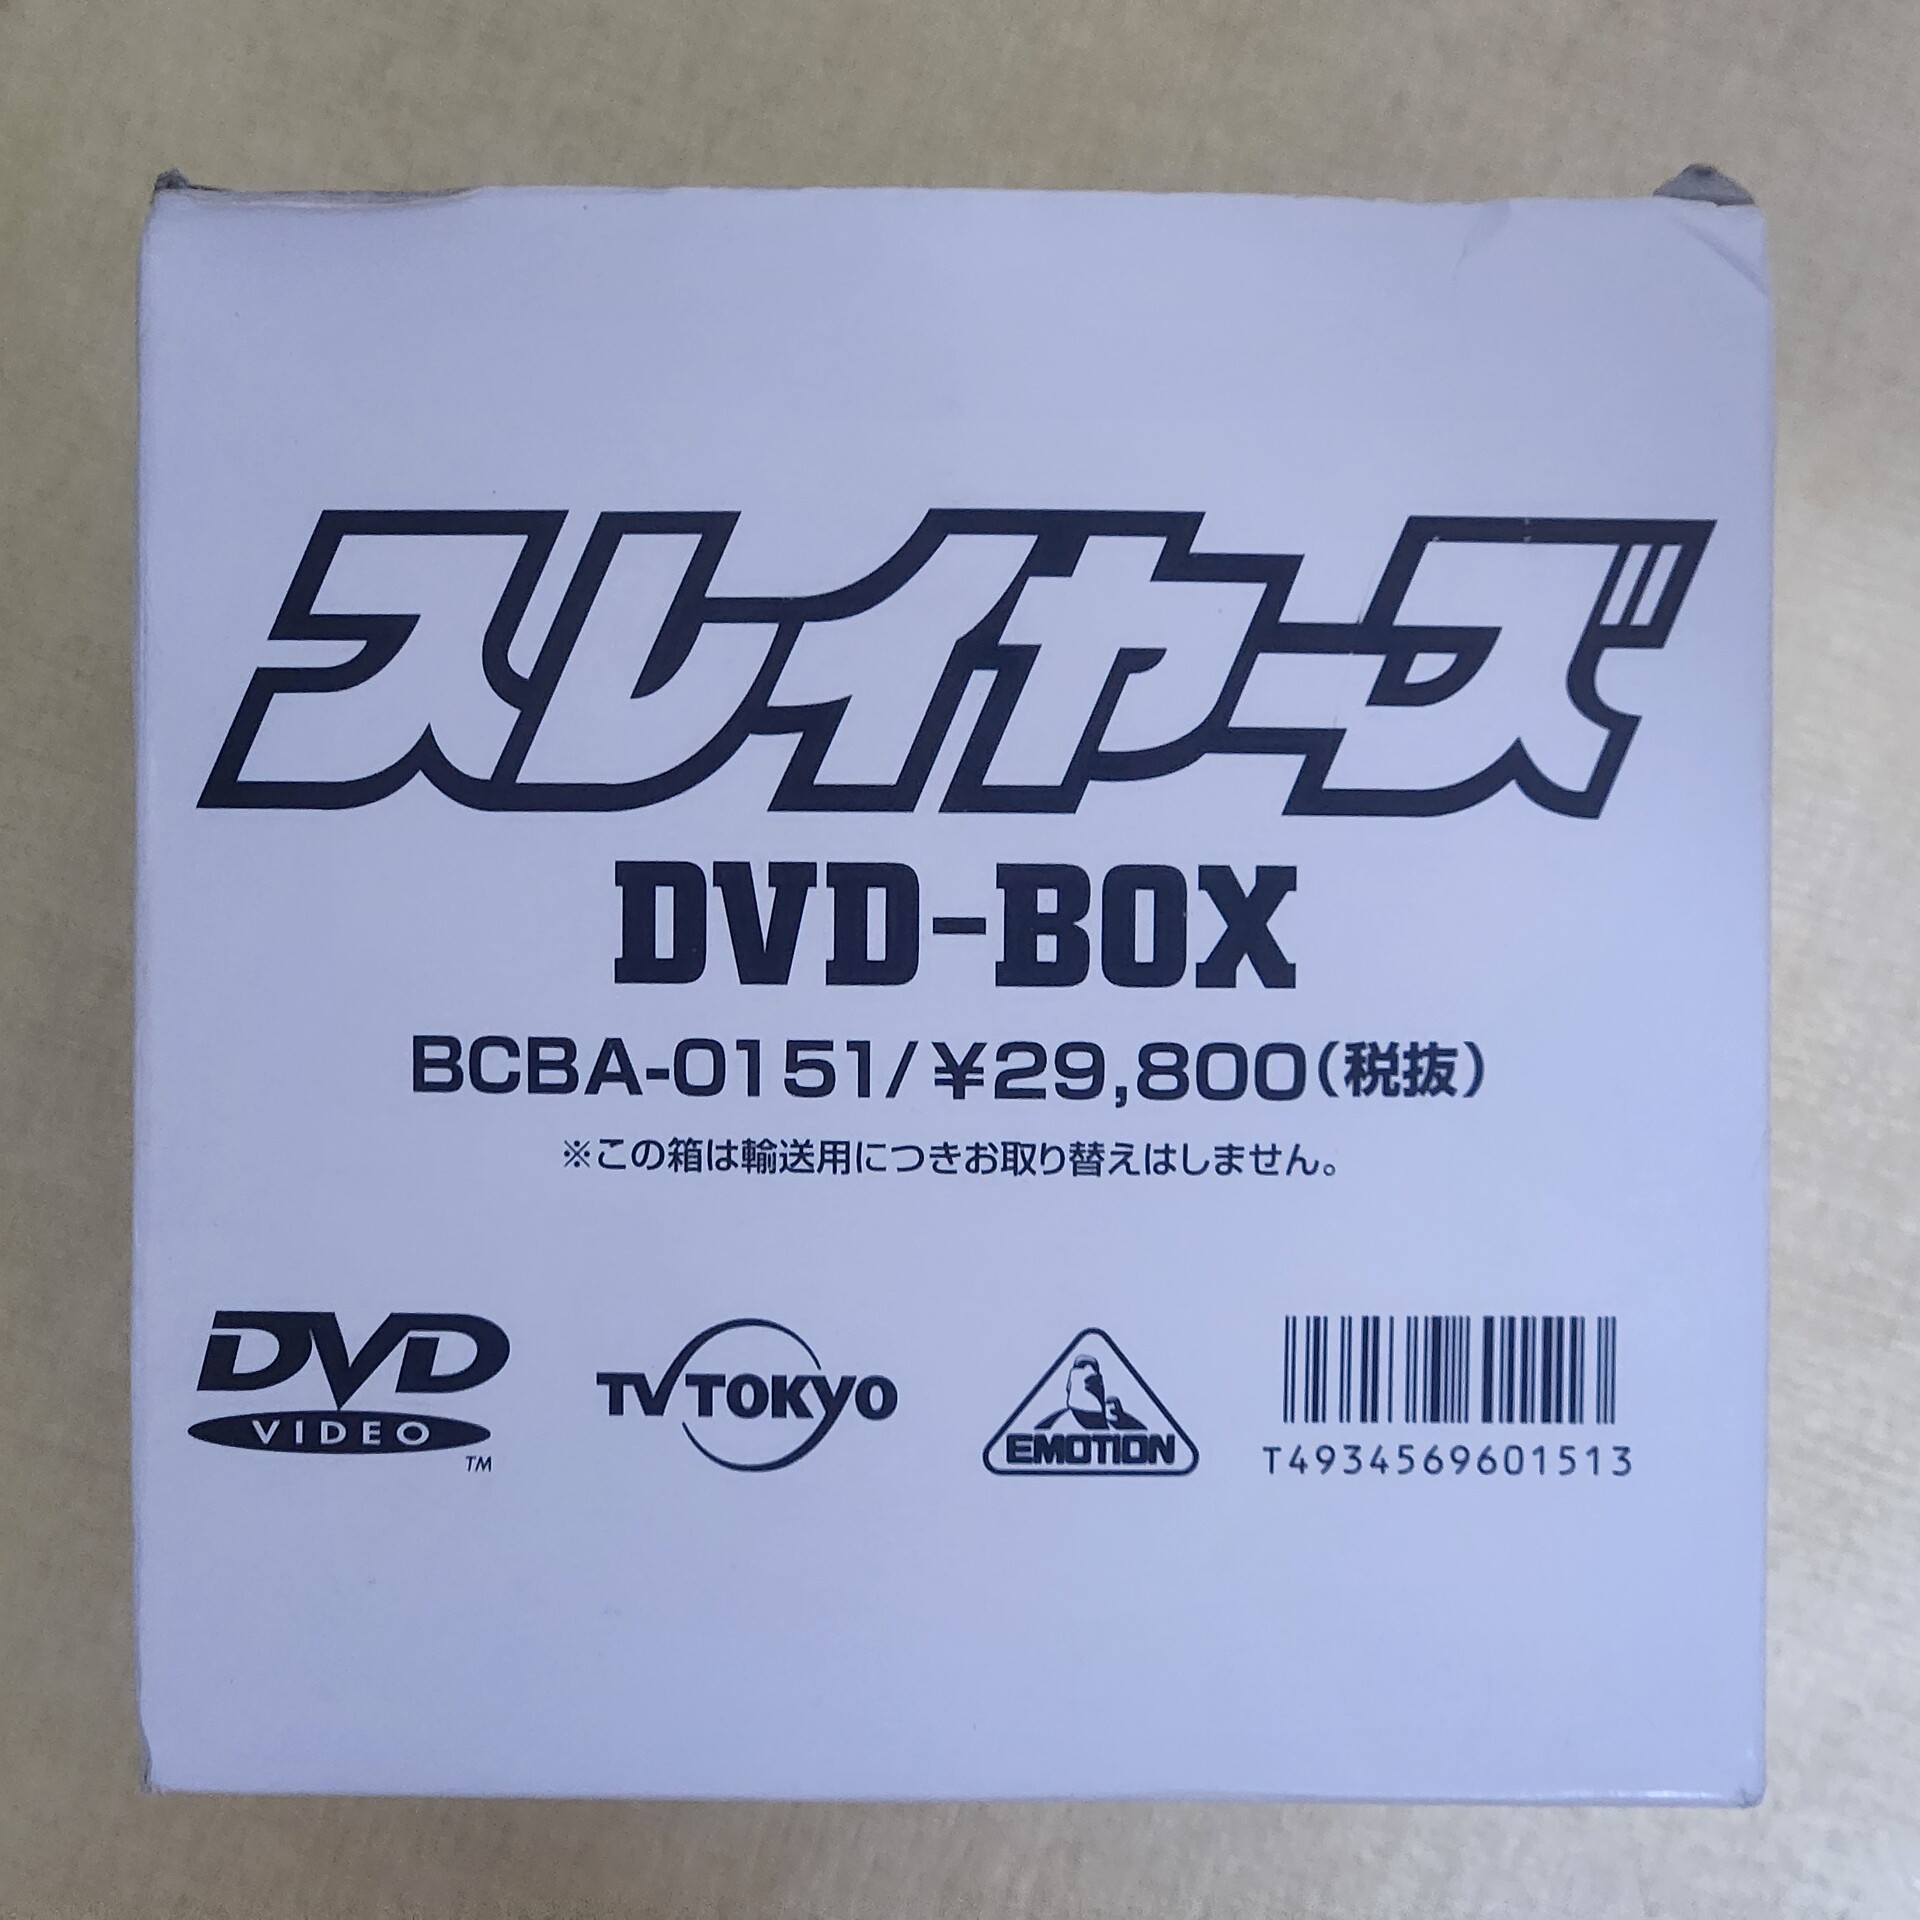 スレイヤーズ
DVD-BOX
BCBA-0151/¥29,800(税抜)
※この箱は輸送用につきお取り替えはしません。
DVD
VIDEO
TM
TV TOKYO
EMOTION
T4934569601513